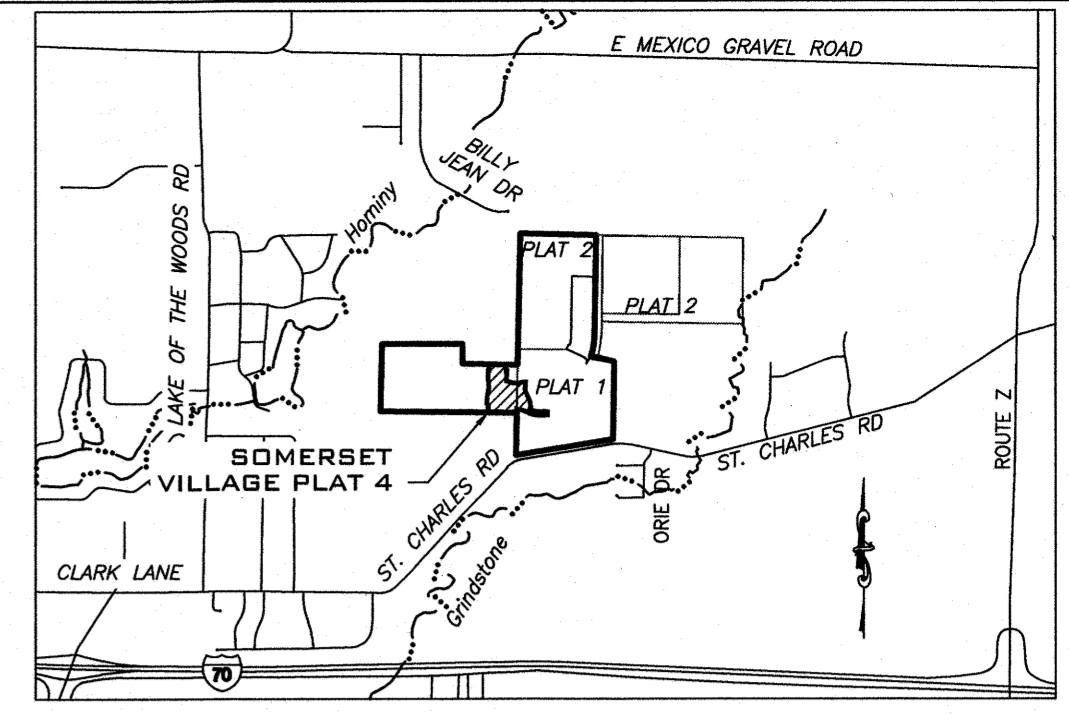 E MEXICO GRAVEL ROAD
BILLY
JEAN DR
LAKE OF THE WOODS RD
Hominy
PLAT 2
PLAT 2
PLAT 1
SOMERSET
VILLAGE PLAT 4
ST. CHARLES RD
ST. CHARLES RD
ROUTE Z
ORIE DR
CLARK LANE
Grindstone
70